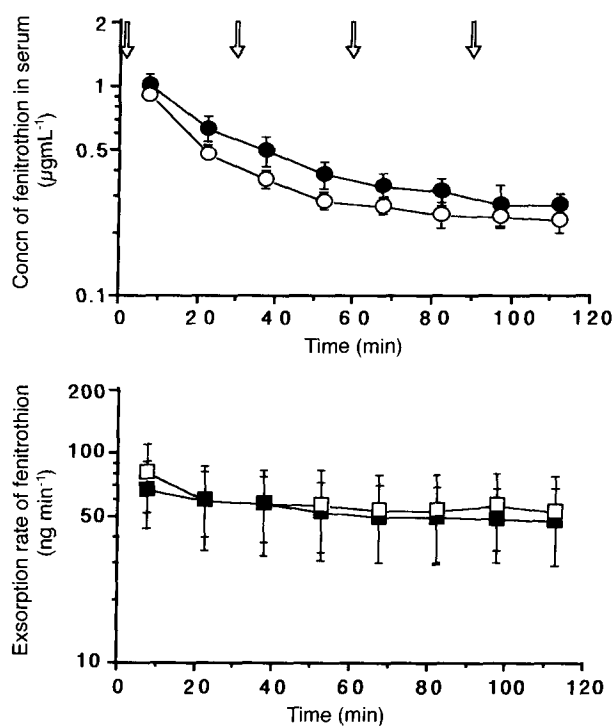 2
1
0.5
0.1
Concn of fenitrothion in serum
(µgmL⁻¹)
0 20 40 60 80 100 120
Time (min)
200
100
50
10
Exsorption rate of fenitrothion
(ng min⁻¹)
0 20 40 60 80 100 120
Time (min)